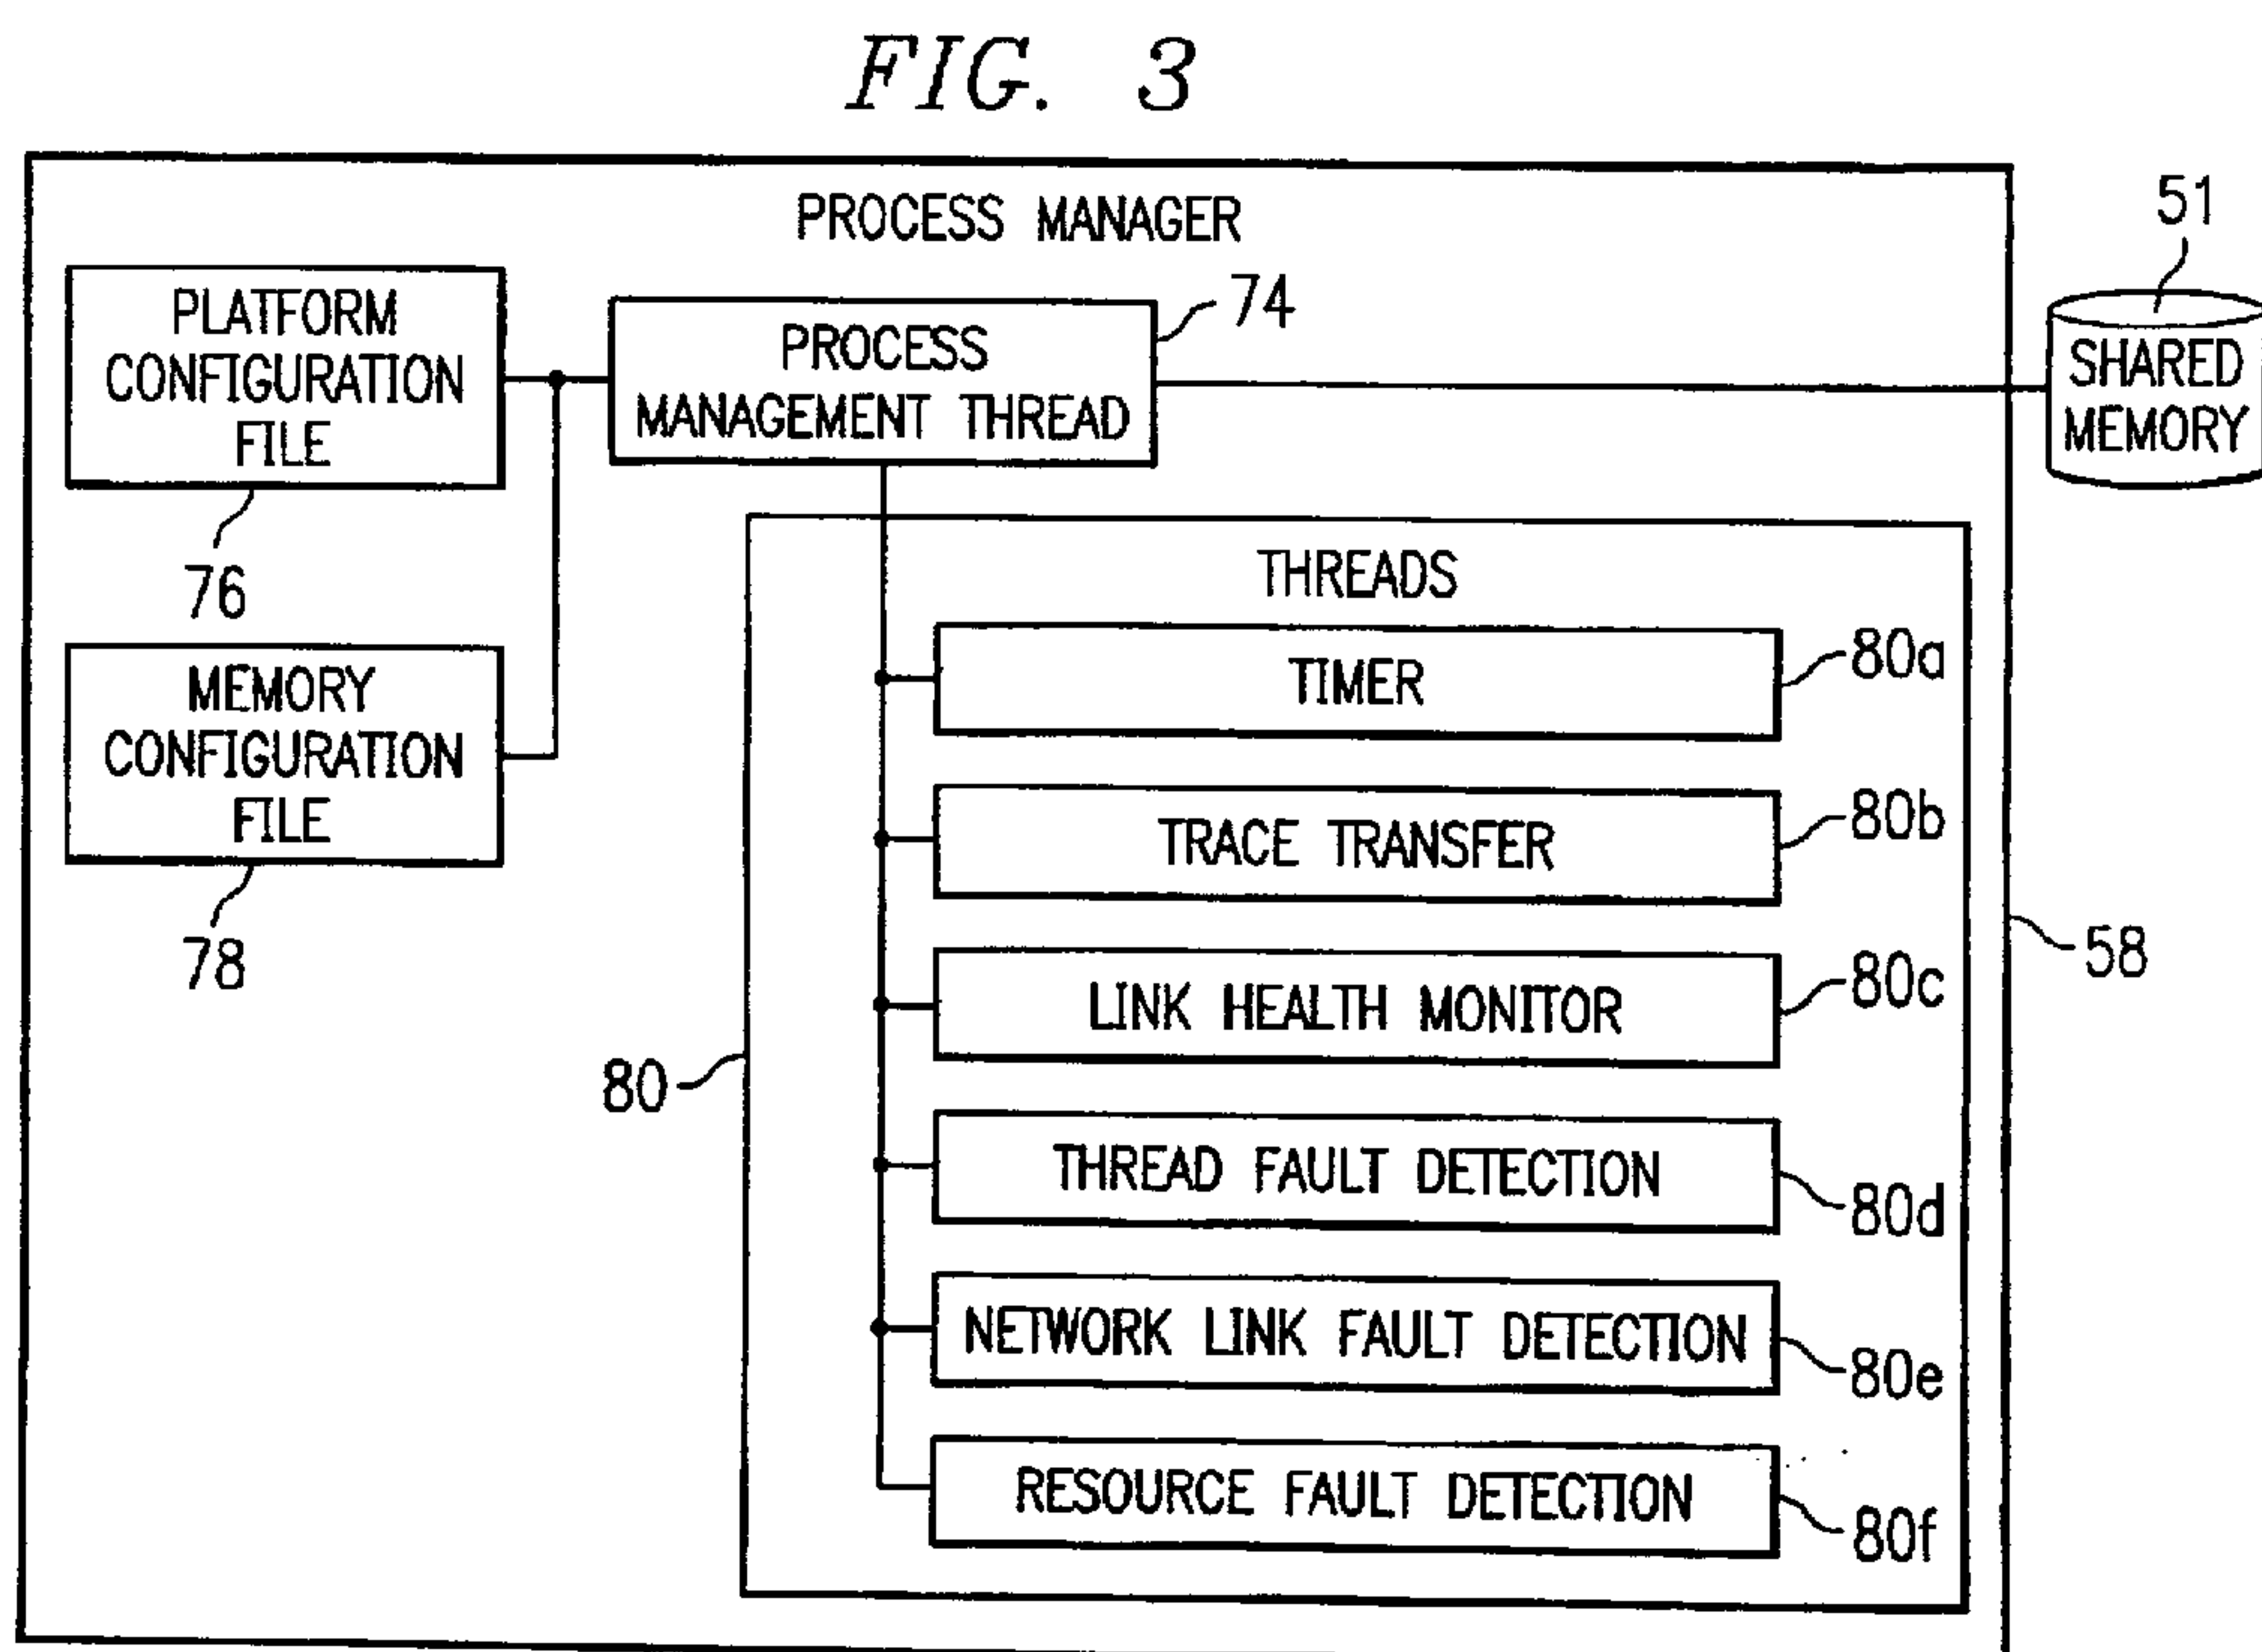 FIG. 3
PROCESS MANAGER
51
PLATFORM
CONFIGURATION
FILE
76
PROCESS
MANAGEMENT THREAD
74
SHARED
MEMORY
MEMORY
CONFIGURATION
FILE
78
THREADS
TIMER
80a
TRACE TRANSFER
80b
LINK HEALTH MONITOR
80c
58
80
THREAD FAULT DETECTION
80d
NETWORK LINK FAULT DETECTION
80e
RESOURCE FAULT DETECTION
80f